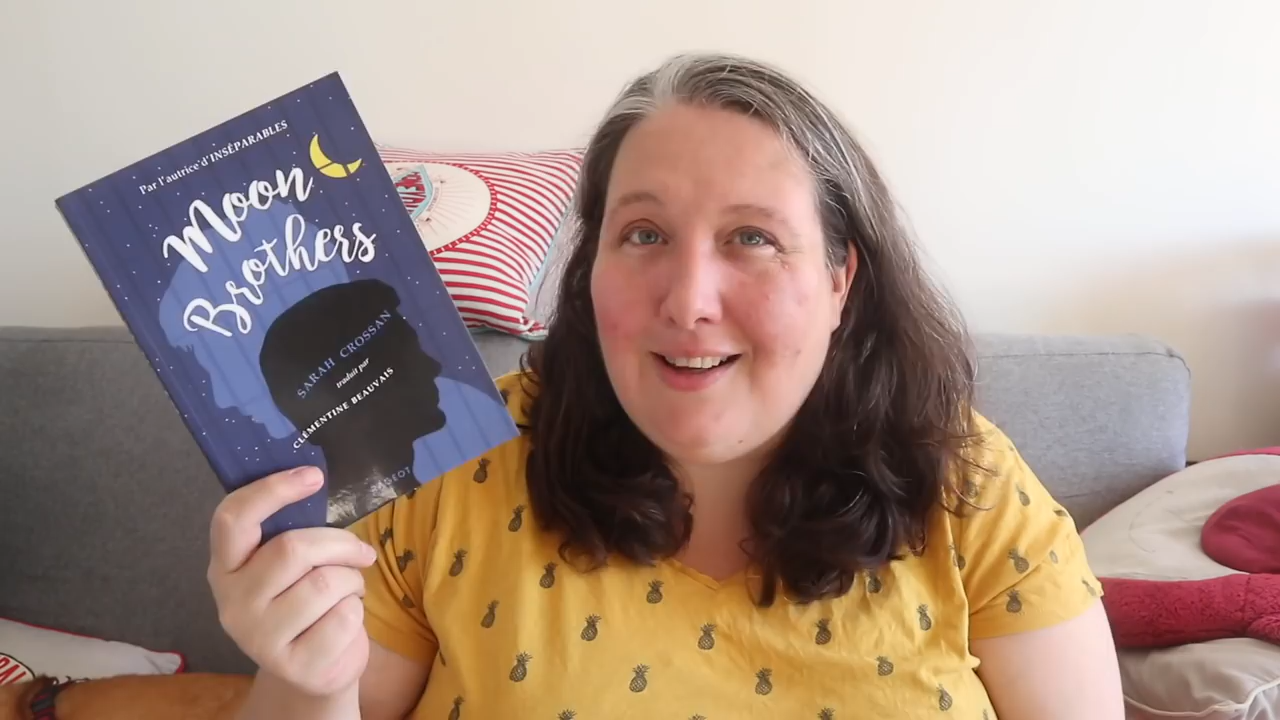 Par l'autrice d'INSÉPARABLES
Moon
Brothers
SARAH CROSSAN
traduit par
CLÉMENTINE BEAUVAIS